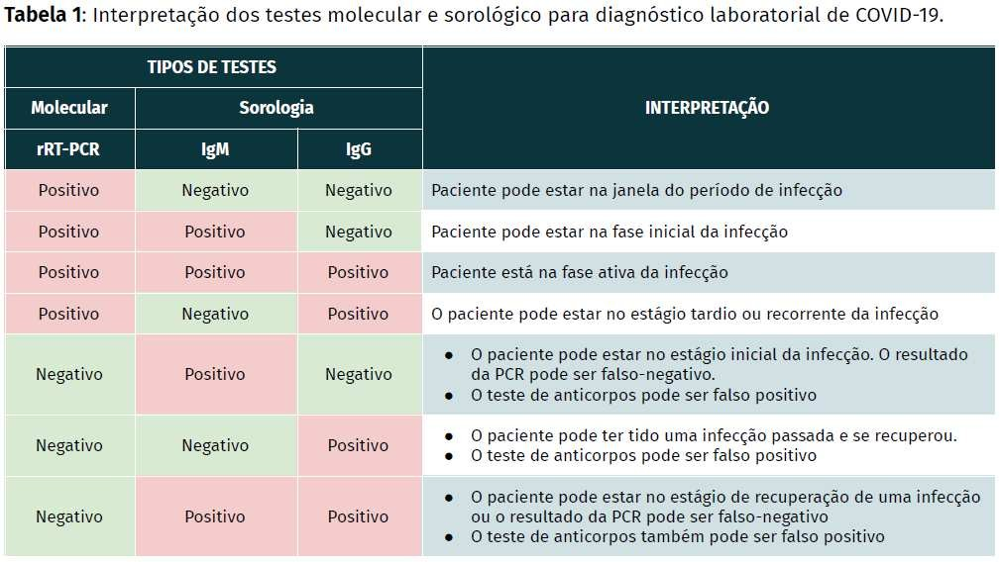 Tabela 1: Interpretação dos testes molecular e sorológico para diagnóstico laboratorial de COVID-19.
TIPOS DE TESTES
INTERPRETAÇÃO
Molecular
Sorologia
rRT-PCR
IgM
IgG
Positivo
Negativo
Negativo
Paciente pode estar na janela do período de infecção
Positivo
Positivo
Negativo
Paciente pode estar na fase inicial da infecção
Positivo
Positivo
Positivo
Paciente está na fase ativa da infecção
Positivo
Negativo
Positivo
O paciente pode estar no estágio tardio ou recorrente da infecção
Negativo
Positivo
Negativo
● O paciente pode estar no estágio inicial da infecção. O resultado
da PCR pode ser falso-negativo.
● O teste de anticorpos pode ser falso positivo
Negativo
Negativo
Positivo
● O paciente pode ter tido uma infecção passada e se recuperou.
● O teste de anticorpos pode ser falso positivo
Negativo
Positivo
Positivo
● O paciente pode estar no estágio de recuperação de uma infecção
ou o resultado da PCR pode ser falso-negativo
● O teste de anticorpos também pode ser falso positivo